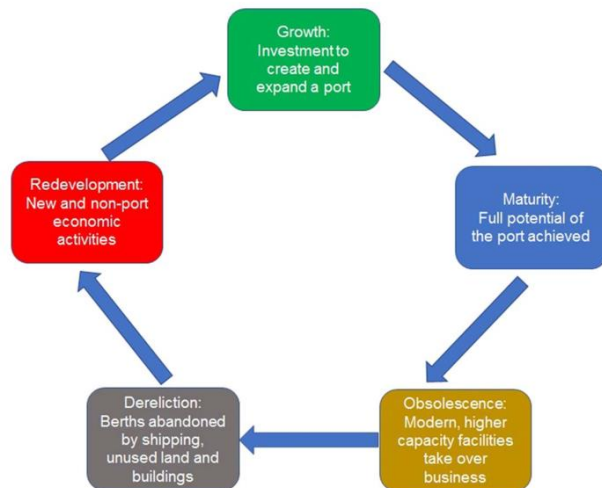 Growth:
Investment to
create and
expand a port
Maturity:
Full potential of
the port achieved
Obsolescence:
Modern, higher
capacity facilities
take over
business
Dereliction:
Berths abandoned
by shipping,
unused land and
buildings
Redevelopment:
New and non-port
economic
activities